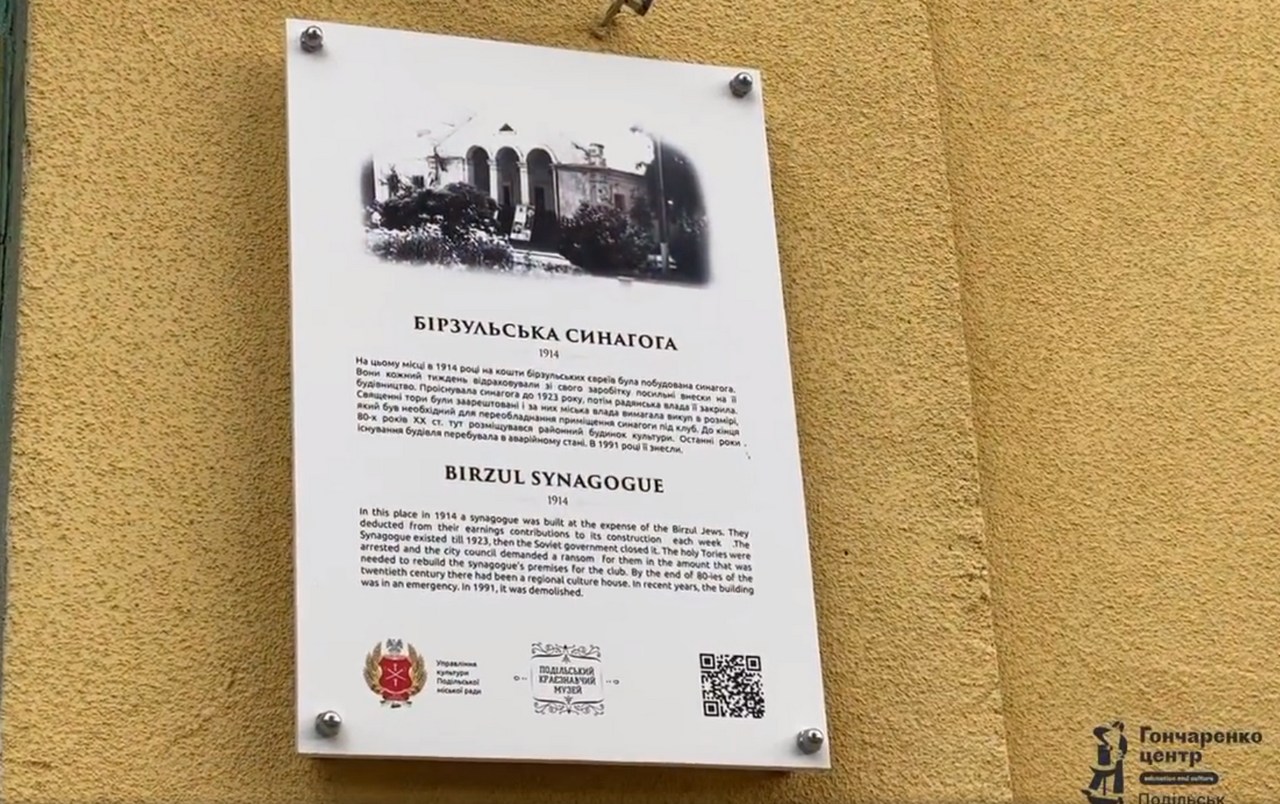 БІРЗУЛЬСЬКА СИНАГОГА
1914
На цьому місці в 1914 році на кошти бірзульських євреїв була побудована синагога.
Вони кожний тиждень відраховували зі свого заробітку посильні внески на її
будівництво. Проіснувала синагога до 1923 року, потім радянська влада її закрила.
Священні тори були заарештовані і за них міська влада вимагала викуп в розмірі,
який був необхідний для переобладнання приміщення синагоги під клуб. До кінця
80-х років XX ст. тут розміщувався районний будинок культури. Останні роки
існування будівля перебувала в аварійному стані. В 1991 році її знесли.
BIRZUL SYNAGOGUE
1914
In this place in 1914 a synagogue was built at the expense of the Birzul Jews. They
deducted from their earnings contributions to its construction each week .The
Synagogue existed till 1923, then the Soviet government closed it. The holy Tories were
arrested and the city council demanded a ransom for them in the amount that was
needed to rebuild the synagogue's premises for the club. By the end of 80-ies of the
twentieth century there had been a regional culture house. In recent years, the building
was in an emergency. In 1991, it was demolished.
Управління
культури
Подільської
міської ради
ПОДІЛЬСЬКИЙ
КРАЄЗНАВЧИЙ
МУЗЕЙ
Гончаренко
центр
education and culture
Подільськ